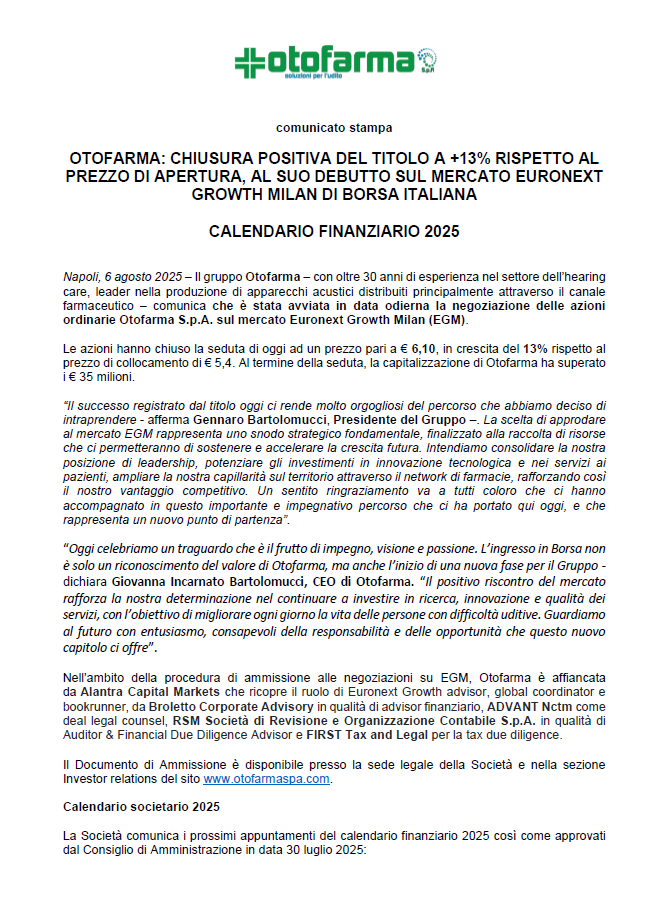 otofarma S.p.A
soluzioni per l'udito
comunicato stampa
OTOFARMA: CHIUSURA POSITIVA DEL TITOLO A +13% RISPETTO AL
PREZZO DI APERTURA, AL SUO DEBUTTO SUL MERCATO EURONEXT
GROWTH MILAN DI BORSA ITALIANA
CALENDARIO FINANZIARIO 2025
Napoli, 6 agosto 2025 – Il gruppo Otofarma – con oltre 30 anni di esperienza nel settore dell'hearing
care, leader nella produzione di apparecchi acustici distribuiti principalmente attraverso il canale
farmaceutico – comunica che è stata avviata in data odierna la negoziazione delle azioni
ordinarie Otofarma S.p.A. sul mercato Euronext Growth Milan (EGM).
Le azioni hanno chiuso la seduta di oggi ad un prezzo pari a € 6,10, in crescita del 13% rispetto al
prezzo di collocamento di € 5,4. Al termine della seduta, la capitalizzazione di Otofarma ha superato
i € 35 milioni.
“Il successo registrato dal titolo oggi ci rende molto orgogliosi del percorso che abbiamo deciso di
intraprendere - afferma Gennaro Bartolomucci, Presidente del Gruppo –. La scelta di approdare
al mercato EGM rappresenta uno snodo strategico fondamentale, finalizzato alla raccolta di risorse
che ci permetteranno di sostenere e accelerare la crescita futura. Intendiamo consolidare la nostra
posizione di leadership, potenziare gli investimenti in innovazione tecnologica e nei servizi ai
pazienti, ampliare la nostra capillarità sul territorio attraverso il network di farmacie, rafforzando così
il nostro vantaggio competitivo. Un sentito ringraziamento va a tutti coloro che ci hanno
accompagnato in questo importante e impegnativo percorso che ci ha portato qui oggi, e che
rappresenta un nuovo punto di partenza”.
“Oggi celebriamo un traguardo che è il frutto di impegno, visione e passione. L’ingresso in Borsa non
è solo un riconoscimento del valore di Otofarma, ma anche l’inizio di una nuova fase per il Gruppo -
dichiara Giovanna Incarnato Bartolomucci, CEO di Otofarma. “Il positivo riscontro del mercato
rafforza la nostra determinazione nel continuare a investire in ricerca, innovazione e qualità dei
servizi, con l’obiettivo di migliorare ogni giorno la vita delle persone con difficoltà uditive. Guardiamo
al futuro con entusiasmo, consapevoli della responsabilità e delle opportunità che questo nuovo
capitolo ci offre”.
Nell'ambito della procedura di ammissione alle negoziazioni su EGM, Otofarma è affiancata
da Alantra Capital Markets che ricopre il ruolo di Euronext Growth advisor, global coordinator e
bookrunner, da Broletto Corporate Advisory in qualità di advisor finanziario, ADVANT Nctm come
deal legal counsel, RSM Società di Revisione e Organizzazione Contabile S.p.A. in qualità di
Auditor & Financial Due Diligence Advisor e FIRST Tax and Legal per la tax due diligence.
Il Documento di Ammissione è disponibile presso la sede legale della Società e nella sezione
Investor relations del sito www.otofarmaspa.com.
Calendario societario 2025
La Società comunica i prossimi appuntamenti del calendario finanziario 2025 così come approvati
dal Consiglio di Amministrazione in data 30 luglio 2025: